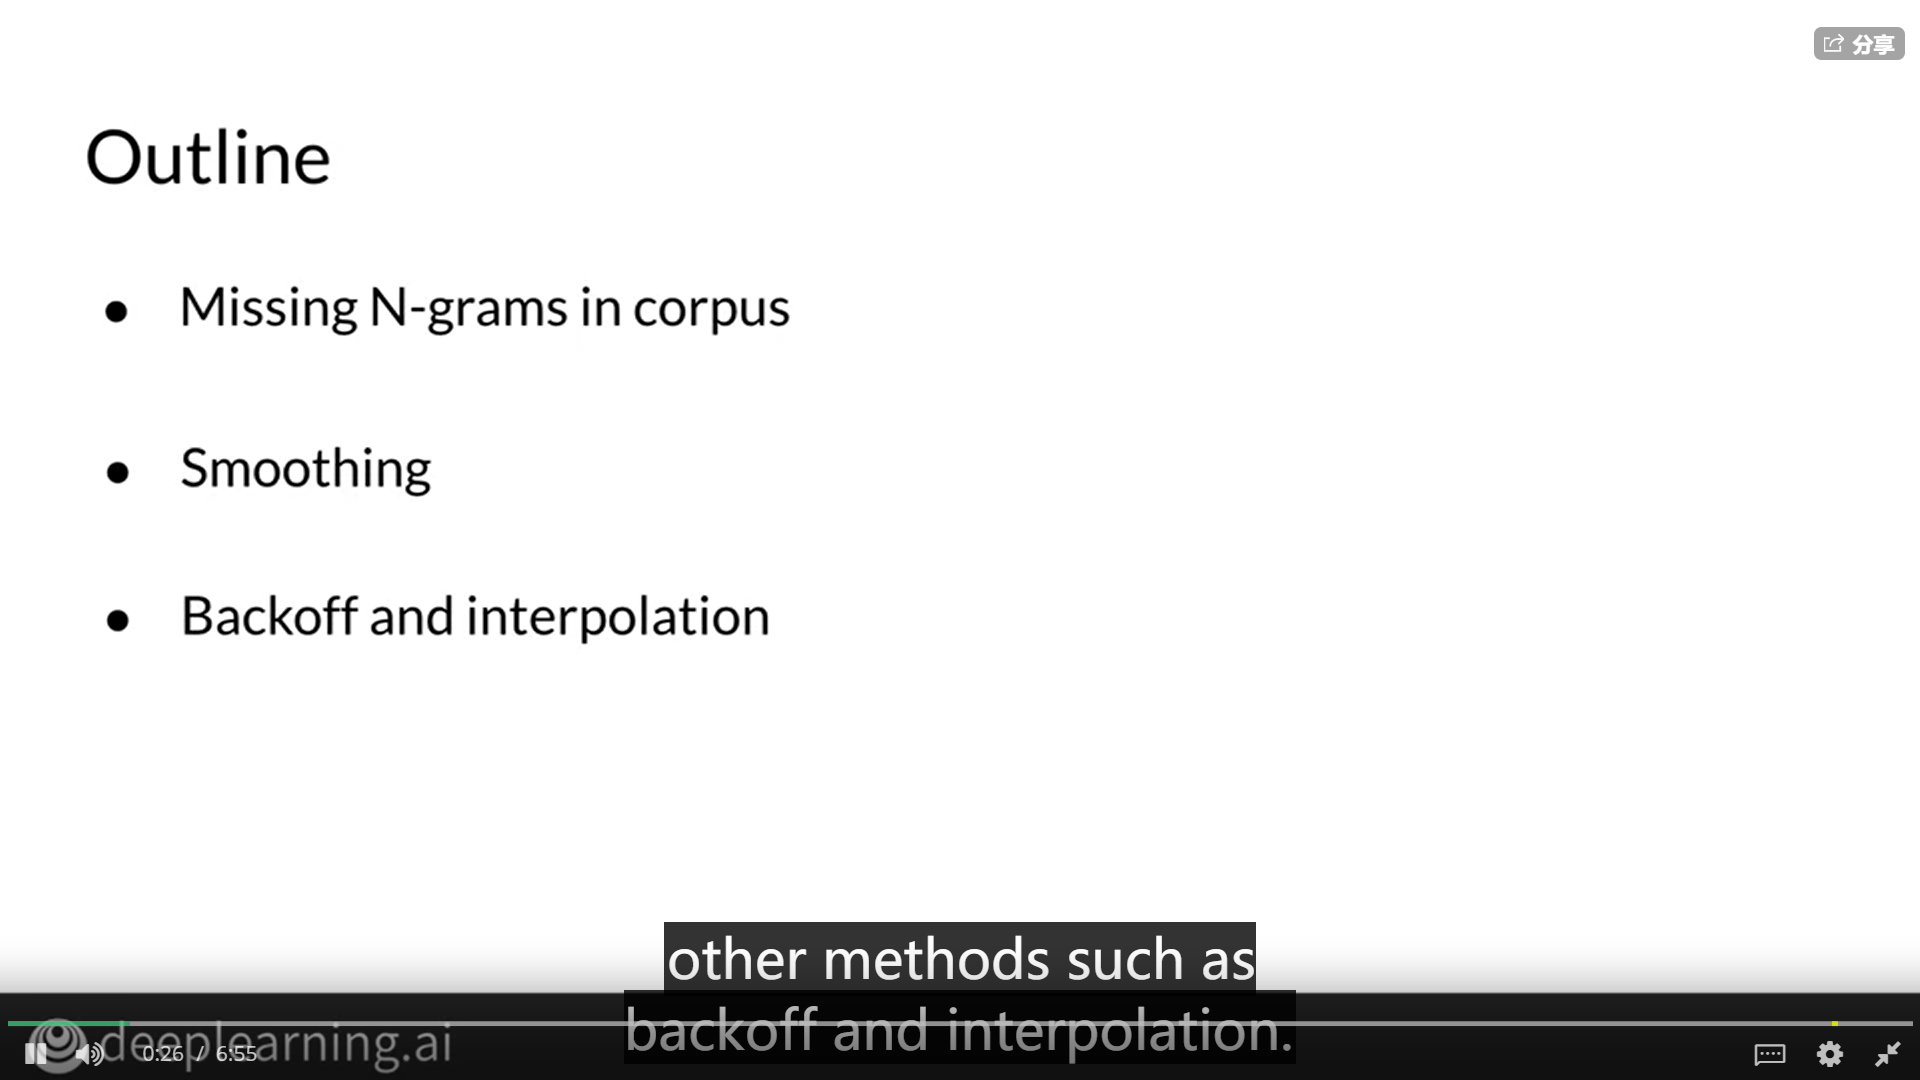 分享
Outline
● Missing N-grams in corpus
● Smoothing
● Backoff and interpolation
other methods such as
backoff and interpolation.
deeplearning.ai
0:26 / 6:55